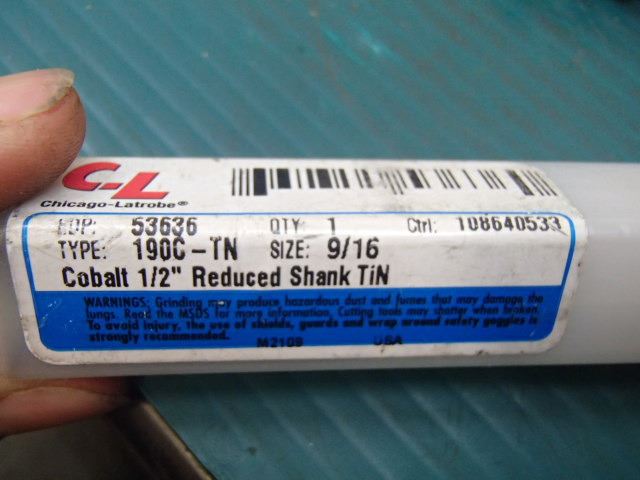 C-L
Chicago-Latrobe®
EDP: 53636 QTY: 1 Ctrl: 108640533
TYPE: 190C-TN SIZE: 9/16
Cobalt 1/2" Reduced Shank TiN
WARNINGS: Grinding may produce hazardous dust and fumes that may damage the
lungs. Read the MSDS for more information. Cutting tools may shatter when broken.
To avoid injury, the use of shields, guards and wrap around safety goggles is
strongly recommended. M2109 USA